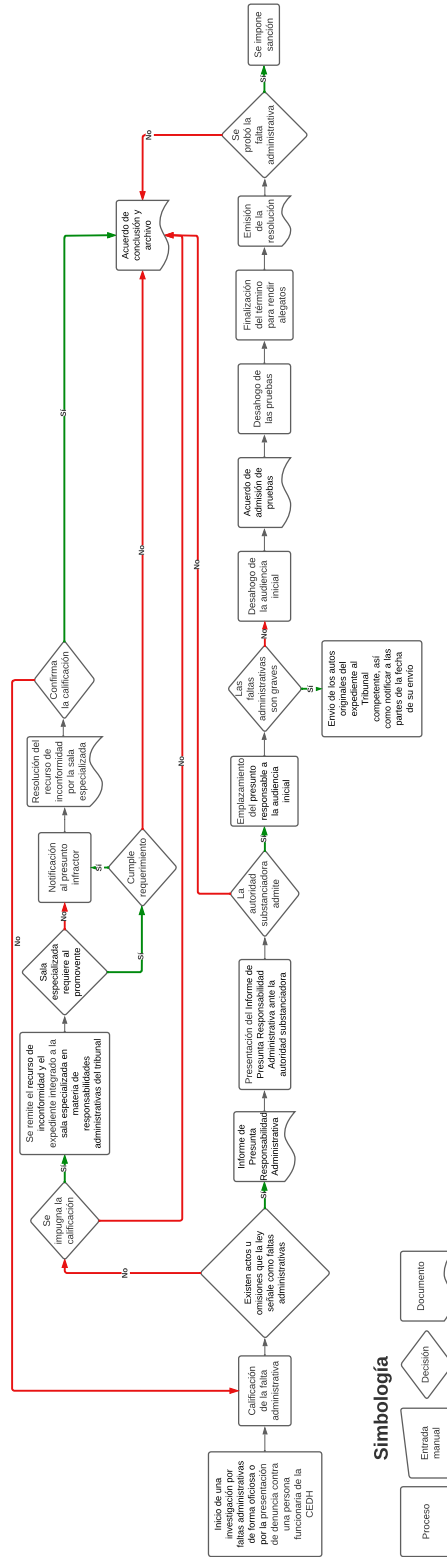 Inicio de una
investigación por
faltas administrativas
de forma oficiosa o
por la presentación
de denuncia contra
una persona
funcionaria de la
CEDH
Calificación
de la falta
administrativa
Existen actos u
omisiones que la ley
señale como faltas
administrativas
No
Sí
Se
impugna la
calificación
Sí
No
Se remite el recurso de
inconformidad y el
expediente integrado a la
sala especializada en
materia de
responsabilidades
administrativas del tribunal
Sala
especializada
requiere al
promovente
No
Sí
Notificación
al presunto
infractor
Cumple
requerimiento
Sí
No
Resolución del
recurso de
inconformidad
por la sala
especializada
Confirma
la calificación
No
Sí
Acuerdo de
conclusión y
archivo
Informe de
Presunta
Responsabilidad
Administrativa
Presentación del Informe de
Presunta Responsabilidad
Administrativa ante la
autoridad substanciadora
La
autoridad
substanciadora
admite
Sí
No
Emplazamiento
del presunto
responsable a
la audiencia
inicial
Las
faltas
administrativas
son graves
No
Sí
Envío de los autos
originales del
expediente al
Tribunal
competente, así
como notificar a las
partes de la fecha
de su envío
Desahogo de
la audiencia
inicial
Acuerdo de
admisión de
pruebas
Desahogo de
las pruebas
Finalización
del término
para rendir
alegatos
Emisión
de la
resolución
Se
probó la
falta
administrativa
No
Sí
Se impone
sanción
Simbología
Proceso
Entrada
manual
Decisión
Documento